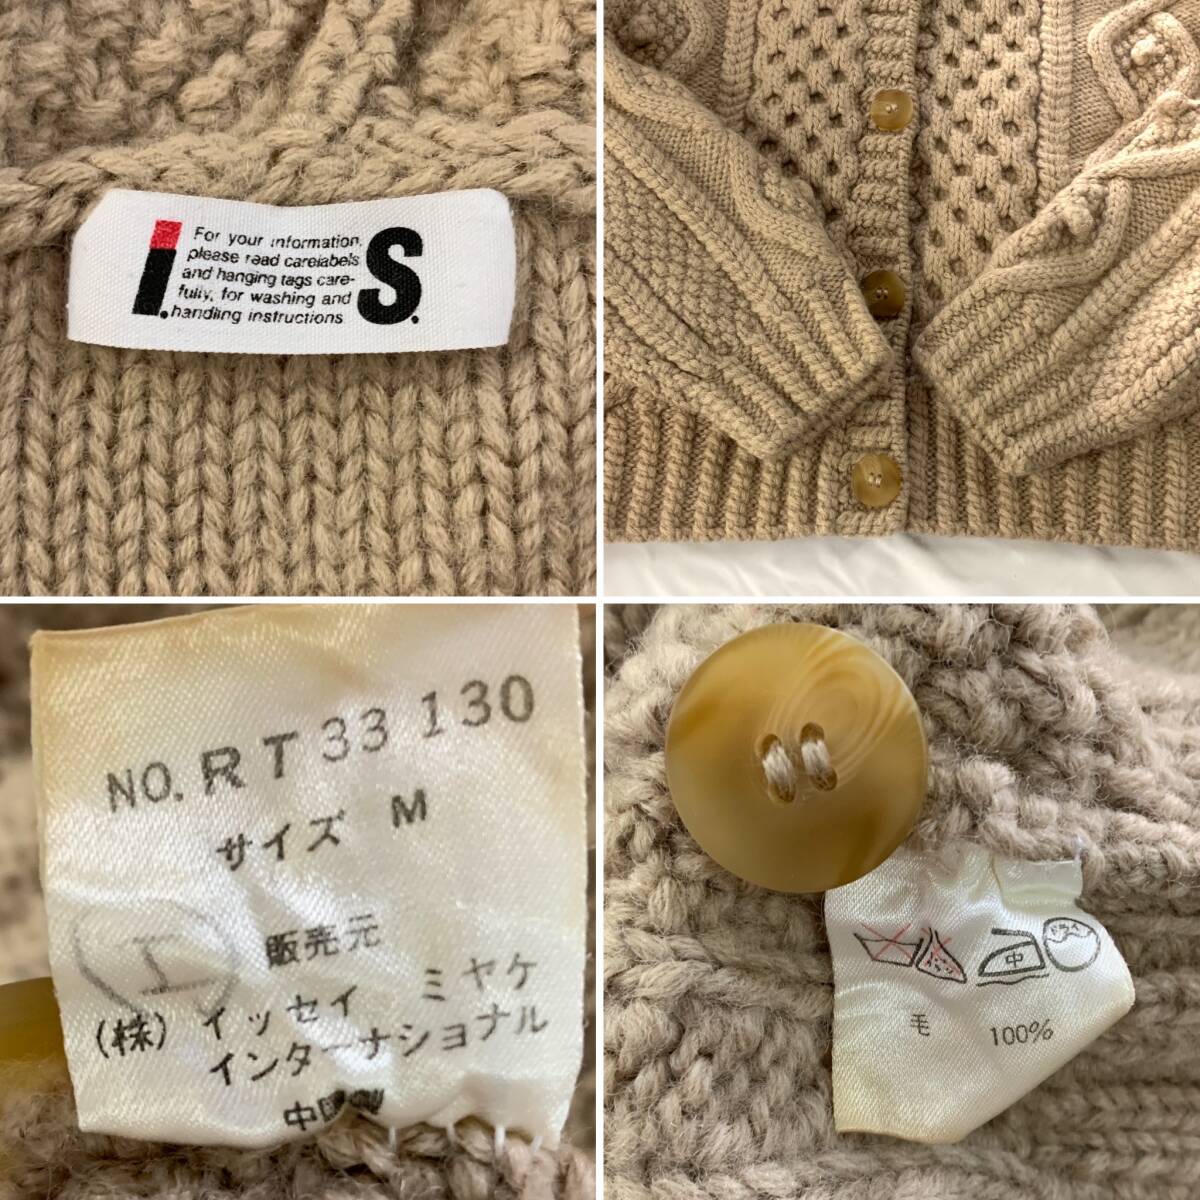 I.S.
For your information,
please read carelabels
and hanging tags care-
fully, for washing and
handling instructions
NO. RT 33 130
サイズ M
販売元
(株) イッセイ ミヤケ
インターナショナル
中
中
毛 100%